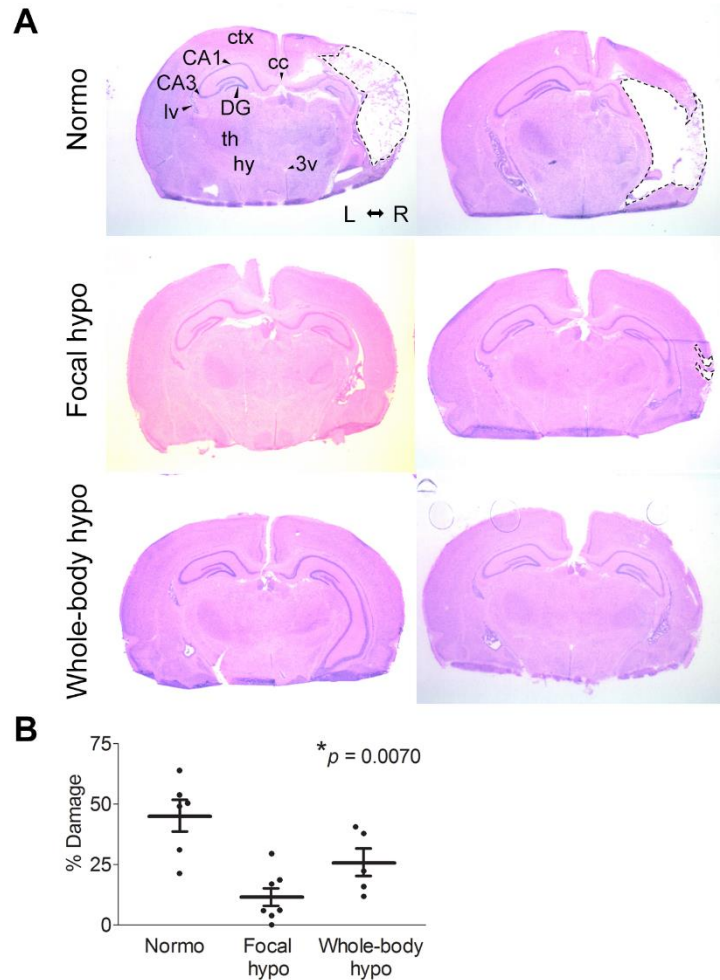 A
Normo
ctx
CA1
cc
CA3
lv
DG
th
hy
3v
L ↔ R
Focal hypo
Whole-body hypo
B
% Damage
75
50
25
0
* p = 0.0070
Normo
Focal
hypo
Whole-body
hypo